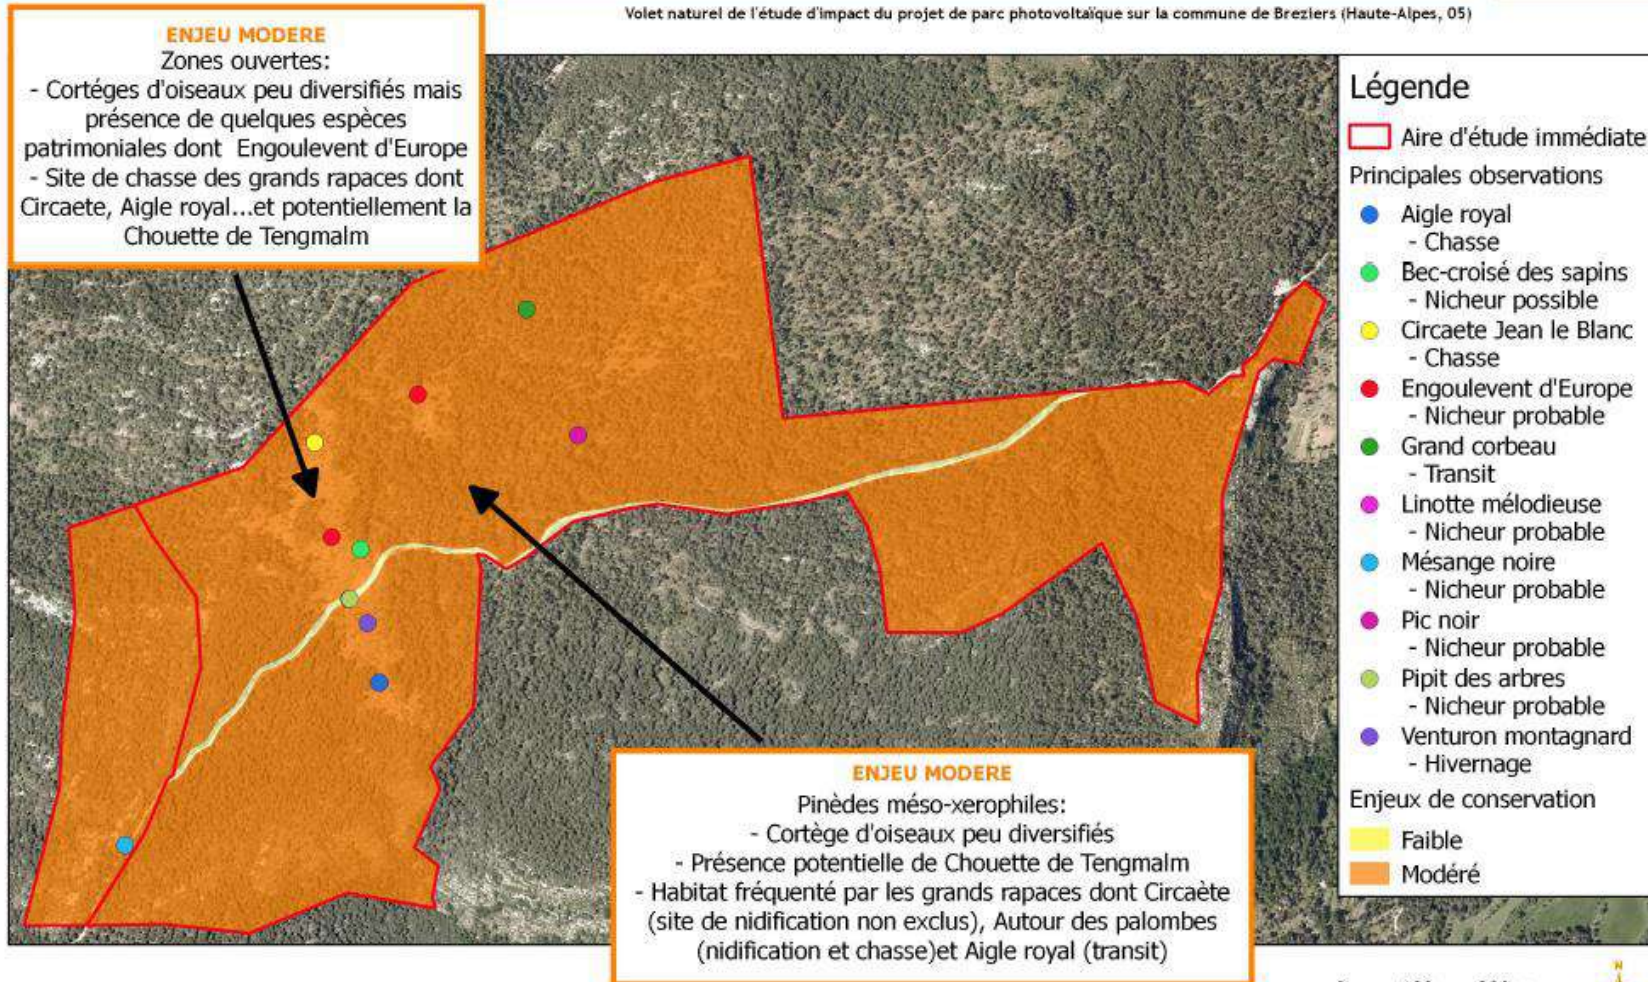 Volet naturel de l'étude d'impact du projet de parc photovoltaïque sur la commune de Breziers (Haute-Alpes, 05)
ENJEU MODERE
Zones ouvertes:
- Cortéges d'oiseaux peu diversifiés mais
présence de quelques espèces
patrimoniales dont Engoulevent d'Europe
- Site de chasse des grands rapaces dont
Circaete, Aigle royal...et potentiellement la
Chouette de Tengmalm
ENJEU MODERE
Pinèdes méso-xerophiles:
- Cortège d'oiseaux peu diversifiés
- Présence potentielle de Chouette de Tengmalm
- Habitat fréquenté par les grands rapaces dont Circaète
(site de nidification non exclus), Autour des palombes
(nidification et chasse)et Aigle royal (transit)
Légende
Aire d'étude immédiate
Principales observations
Aigle royal
- Chasse
Bec-croisé des sapins
- Nicheur possible
Circaete Jean le Blanc
- Chasse
Engoulevent d'Europe
- Nicheur probable
Grand corbeau
- Transit
Linotte mélodieuse
- Nicheur probable
Mésange noire
- Nicheur probable
Pic noir
- Nicheur probable
Pipit des arbres
- Nicheur probable
Venturon montagnard
- Hivernage
Enjeux de conservation
Faible
Modéré
N